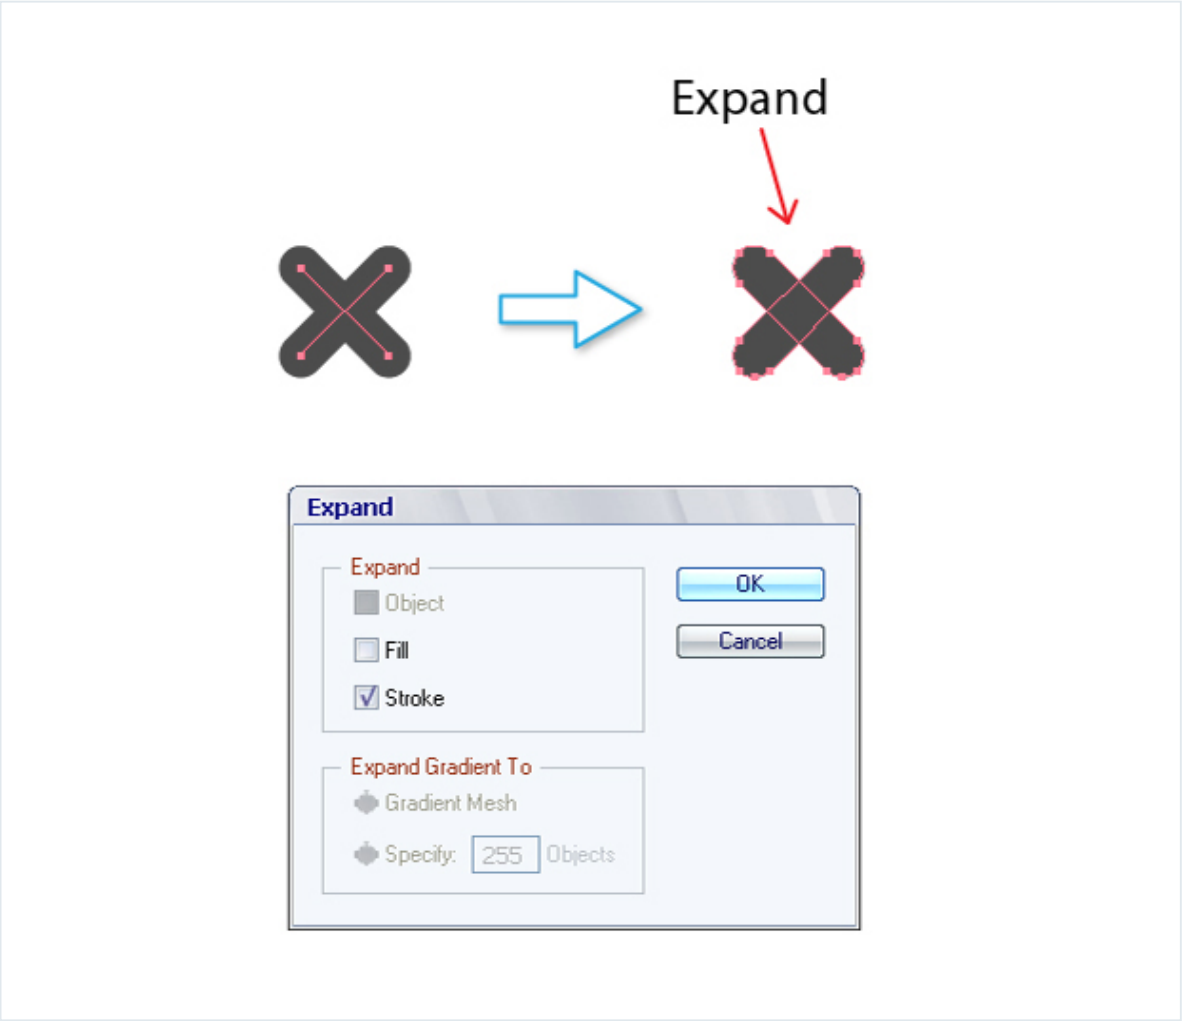 Expand
Expand
Expand
Object
Fill
Stroke
OK
Cancel
Expand Gradient To
Gradient Mesh
Specify: 255 Objects